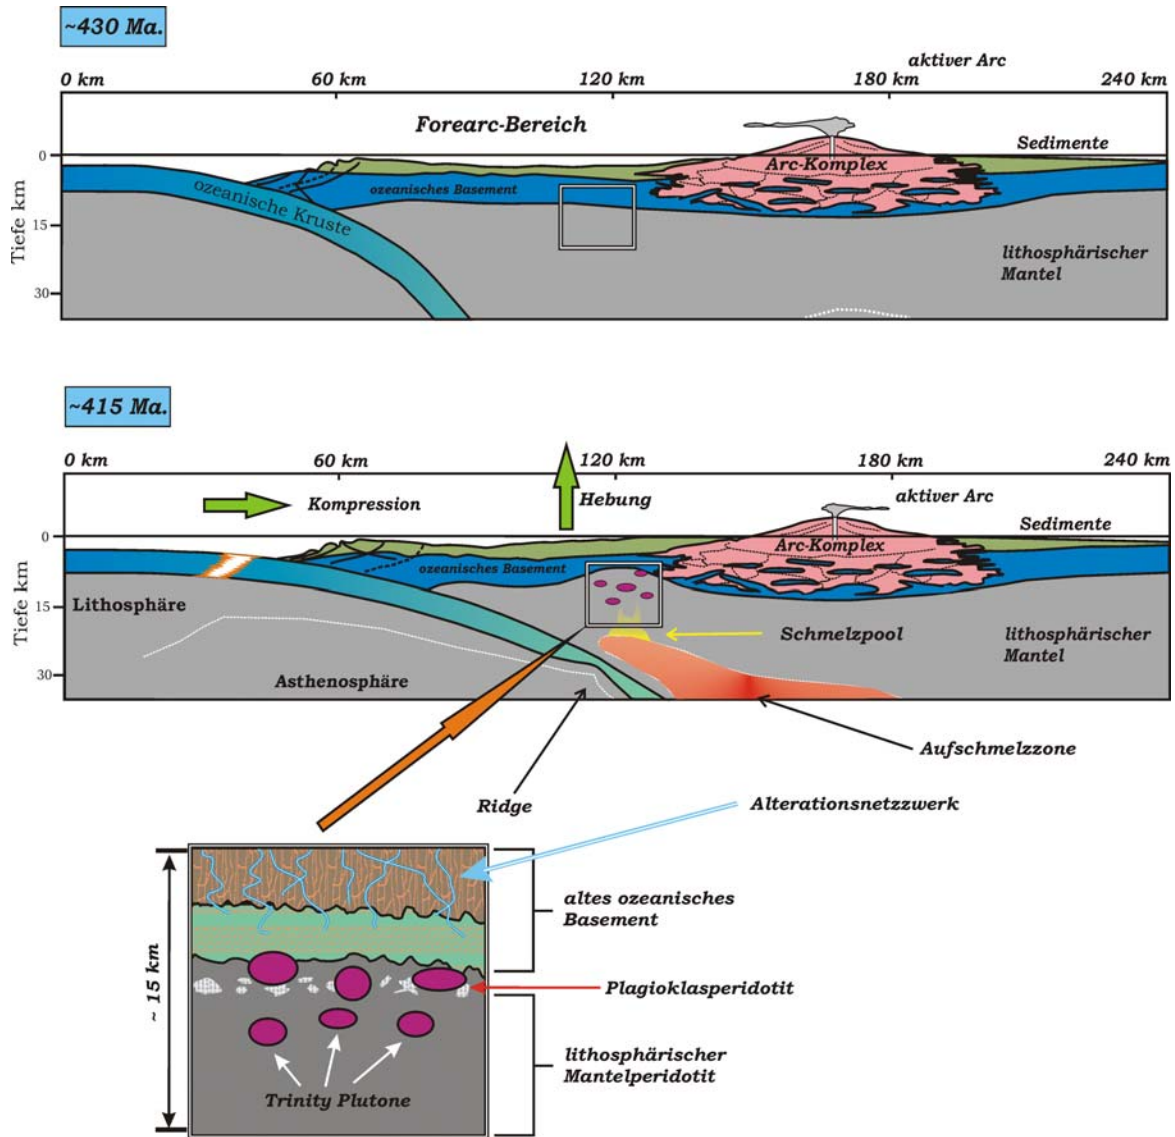 ~430 Ma.
aktiver Arc
0 km 60 km 120 km 180 km 240 km
Forearc-Bereich
Sedimente
0
Arc-Komplex
ozeanische Kruste
ozeanisches Basement
15
lithosphärischer
Mantel
30
Tiefe km
~415 Ma.
0 km 60 km 120 km 180 km 240 km
Kompression
Hebung
aktiver Arc
Sedimente
0
Arc-Komplex
ozeanisches Basement
Lithosphäre
15
Schmelzpool
lithosphärischer
Mantel
30
Tiefe km
Asthenosphäre
Aufschmelzzone
Ridge
Alterationsnetzzwerk
altes ozeanisches
Basement
~ 15 km
Plagioklasperidotit
lithosphärischer
Mantelperidotit
Trinity Plutone